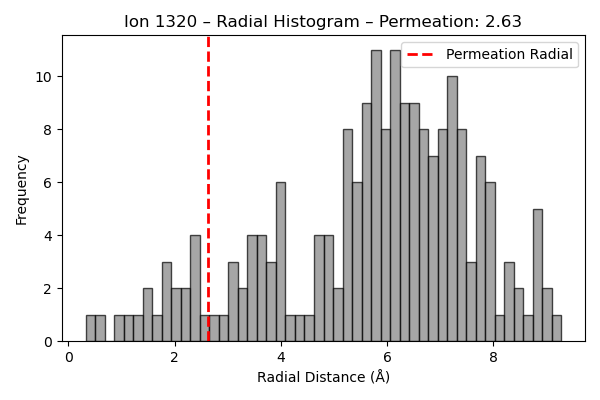 Ion 1320 – Radial Histogram – Permeation: 2.63
Permeation Radial
Frequency
10
8
6
4
2
0
0 2 4 6 8
Radial Distance (Å)